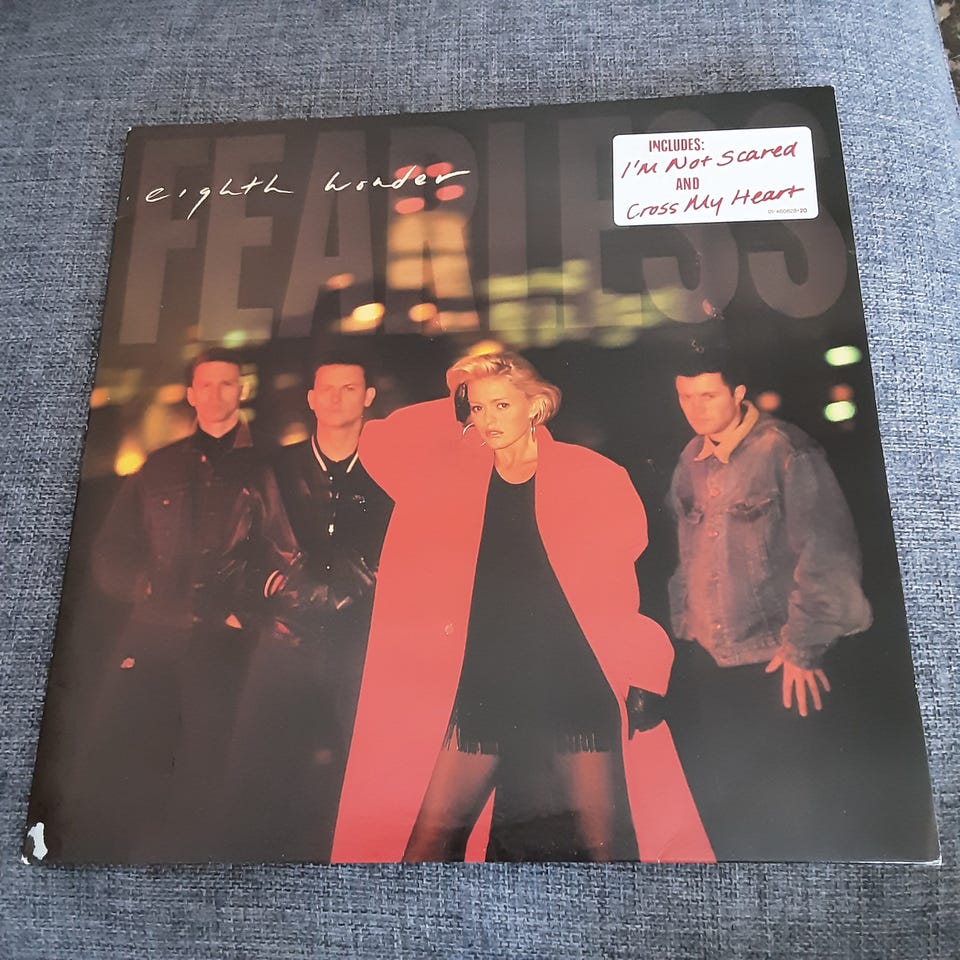 FEARLESS
eighth wonder
INCLUDES:
I'm Not Scared
AND
Cross My Heart